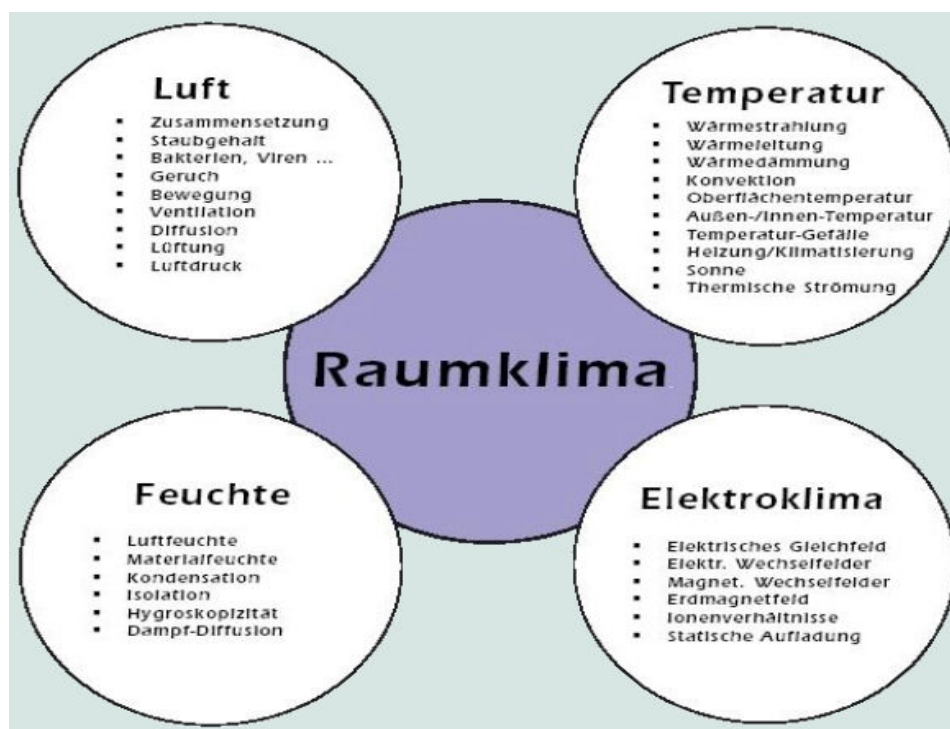 Luft
▪ Zusammensetzung
▪ Staubgehalt
▪ Bakterien, Viren ...
▪ Geruch
▪ Bewegung
▪ Ventilation
▪ Diffusion
▪ Lüftung
▪ Luftdruck
Temperatur
▪ Wärmestrahlung
▪ Wärmeleitung
▪ Wärmedämmung
▪ Konvektion
▪ Oberflächentemperatur
▪ Außen-/Innen-Temperatur
▪ Temperatur-Gefälle
▪ Heizung/Klimatisierung
▪ Sonne
▪ Thermische Strömung
Raumklima
Feuchte
▪ Luftfeuchte
▪ Materialfeuchte
▪ Kondensation
▪ Isolation
▪ Hygroskopizität
▪ Dampf-Diffusion
Elektroklima
▪ Elektrisches Gleichfeld
▪ Elektr. Wechselfelder
▪ Magnet. Wechselfelder
▪ Erdmagnetfeld
▪ Ionenverhältnisse
▪ Statische Aufladung